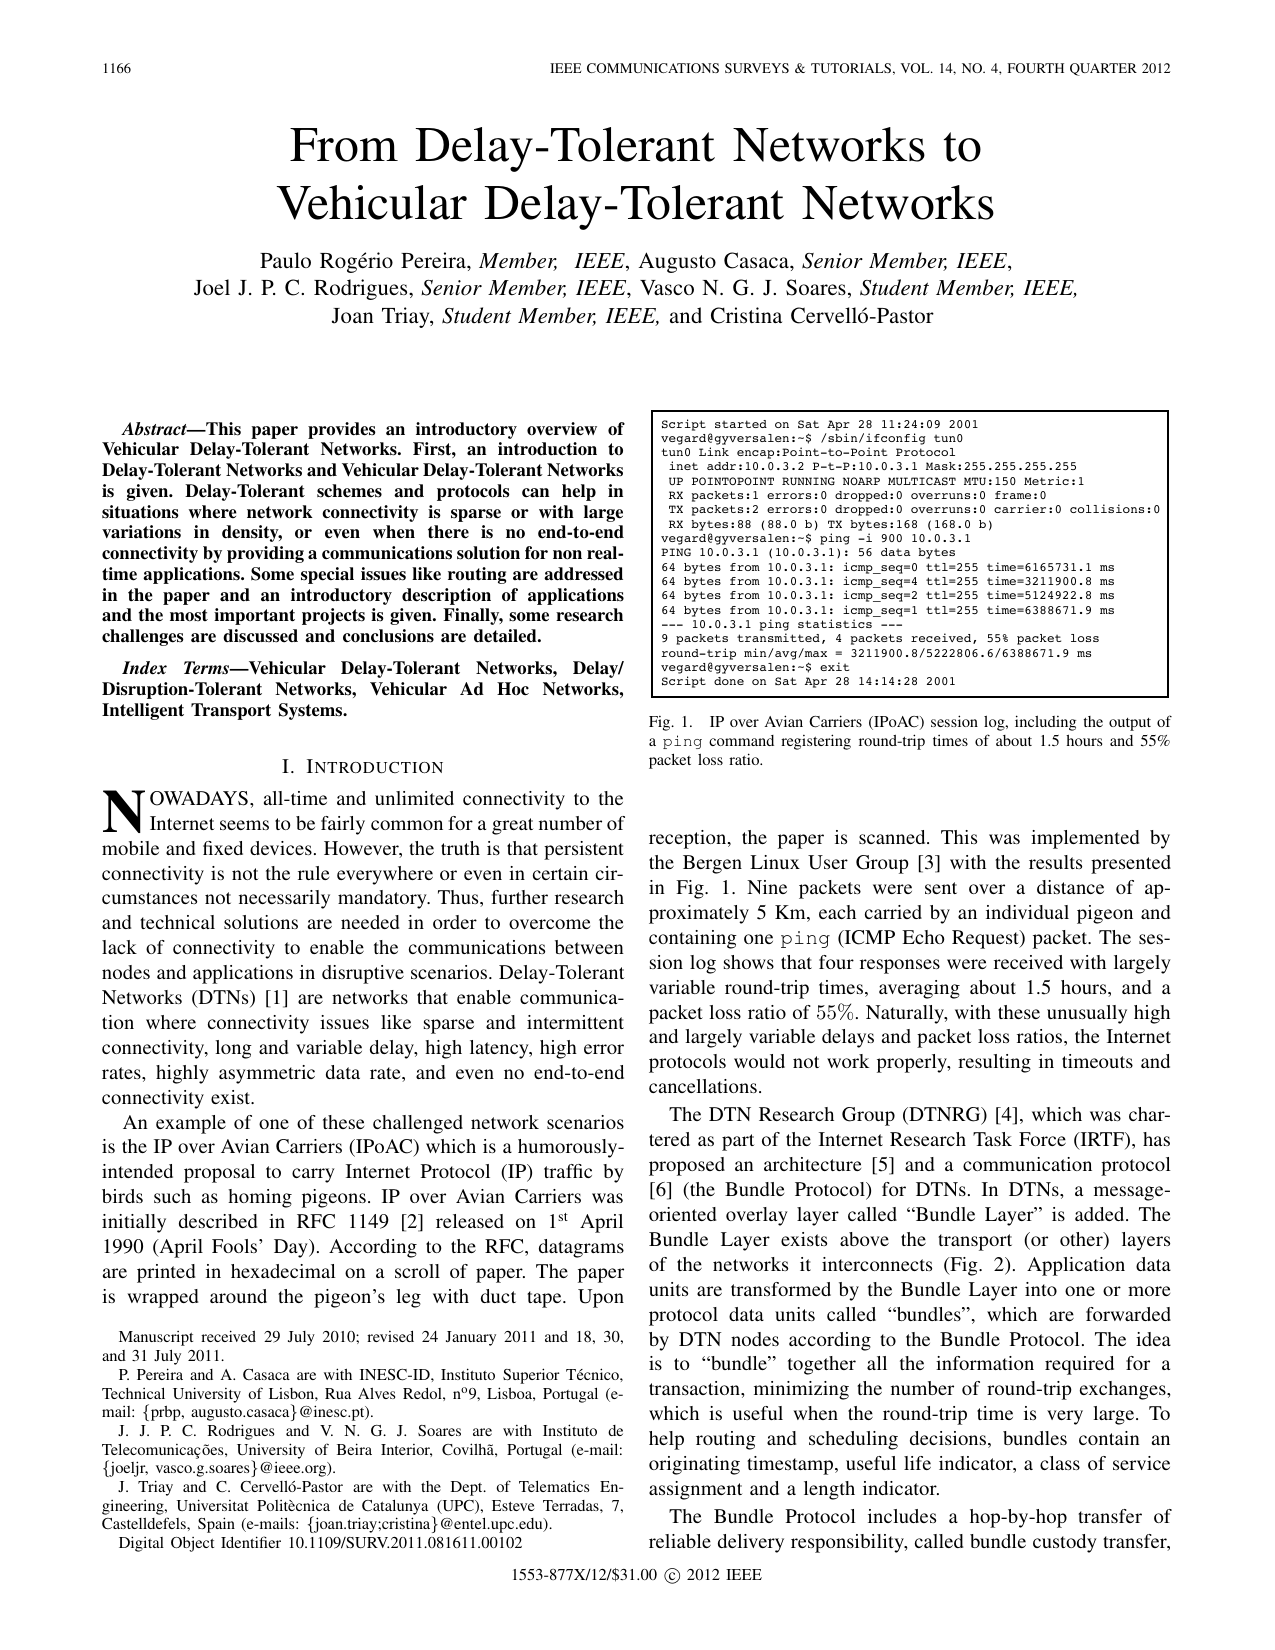 1166
IEEE COMMUNICATIONS SURVEYS & TUTORIALS, VOL. 14, NO. 4, FOURTH QUARTER 2012
From Delay-Tolerant Networks to
Vehicular Delay-Tolerant Networks
Paulo Rogério Pereira, Member, IEEE, Augusto Casaca, Senior Member, IEEE,
Joel J. P. C. Rodrigues, Senior Member, IEEE, Vasco N. G. J. Soares, Student Member, IEEE,
Joan Triay, Student Member, IEEE, and Cristina Cervelló-Pastor
Abstract—This paper provides an introductory overview of
Vehicular Delay-Tolerant Networks. First, an introduction to
Delay-Tolerant Networks and Vehicular Delay-Tolerant Networks
is given. Delay-Tolerant schemes and protocols can help in
situations where network connectivity is sparse or with large
variations in density, or even when there is no end-to-end
connectivity by providing a communications solution for non real-
time applications. Some special issues like routing are addressed
in the paper and an introductory description of applications
and the most important projects is given. Finally, some research
challenges are discussed and conclusions are detailed.
Index Terms—Vehicular Delay-Tolerant Networks, Delay/
Disruption-Tolerant Networks, Vehicular Ad Hoc Networks,
Intelligent Transport Systems.
I. INTRODUCTION
NOWADAYS, all-time and unlimited connectivity to the
Internet seems to be fairly common for a great number of
mobile and fixed devices. However, the truth is that persistent
connectivity is not the rule everywhere or even in certain cir-
cumstances not necessarily mandatory. Thus, further research
and technical solutions are needed in order to overcome the
lack of connectivity to enable the communications between
nodes and applications in disruptive scenarios. Delay-Tolerant
Networks (DTNs) [1] are networks that enable communica-
tion where connectivity issues like sparse and intermittent
connectivity, long and variable delay, high latency, high error
rates, highly asymmetric data rate, and even no end-to-end
connectivity exist.
An example of one of these challenged network scenarios
is the IP over Avian Carriers (IPoAC) which is a humorously-
intended proposal to carry Internet Protocol (IP) traffic by
birds such as homing pigeons. IP over Avian Carriers was
initially described in RFC 1149 [2] released on 1st April
1990 (April Fools' Day). According to the RFC, datagrams
are printed in hexadecimal on a scroll of paper. The paper
is wrapped around the pigeon's leg with duct tape. Upon
Manuscript received 29 July 2010; revised 24 January 2011 and 18, 30,
and 31 July 2011.
P. Pereira and A. Casaca are with INESC-ID, Instituto Superior Técnico,
Technical University of Lisbon, Rua Alves Redol, nº9, Lisboa, Portugal (e-
mail: {prbp, augusto.casaca}@inesc.pt).
J. J. P. C. Rodrigues and V. N. G. J. Soares are with Instituto de
Telecomunicações, University of Beira Interior, Covilhã, Portugal (e-mail:
{joeljr, vasco.g.soares}@ieee.org).
J. Triay and C. Cervelló-Pastor are with the Dept. of Telematics En-
gineering, Universitat Politècnica de Catalunya (UPC), Esteve Terradas, 7,
Castelldefels, Spain (e-mails: {joan.triay;cristina}@entel.upc.edu).
Digital Object Identifier 10.1109/SURV.2011.081611.00102
Script started on Sat Apr 28 11:24:09 2001
vegard@gyversalen:~$ /sbin/ifconfig tun0
tun0 Link encap:Point-to-Point Protocol
inet addr:10.0.3.2 P-t-P:10.0.3.1 Mask:255.255.255.255
UP POINTOPOINT RUNNING NOARP MULTICAST MTU:150 Metric:1
RX packets:1 errors:0 dropped:0 overruns:0 frame:0
TX packets:2 errors:0 dropped:0 overruns:0 carrier:0 collisions:0
RX bytes:88 (88.0 b) TX bytes:168 (168.0 b)
vegard@gyversalen:~$ ping -i 900 10.0.3.1
PING 10.0.3.1 (10.0.3.1): 56 data bytes
64 bytes from 10.0.3.1: icmp_seq=0 ttl=255 time=6165731.1 ms
64 bytes from 10.0.3.1: icmp_seq=4 ttl=255 time=3211900.8 ms
64 bytes from 10.0.3.1: icmp_seq=2 ttl=255 time=5124922.8 ms
64 bytes from 10.0.3.1: icmp_seq=1 ttl=255 time=6388671.9 ms
--- 10.0.3.1 ping statistics ---
9 packets transmitted, 4 packets received, 55% packet loss
round-trip min/avg/max = 3211900.8/5222806.6/6388671.9 ms
vegard@gyversalen:~$ exit
Script done on Sat Apr 28 14:14:28 2001
Fig. 1. IP over Avian Carriers (IPoAC) session log, including the output of
a ping command registering round-trip times of about 1.5 hours and 55%
packet loss ratio.
reception, the paper is scanned. This was implemented by
the Bergen Linux User Group [3] with the results presented
in Fig. 1. Nine packets were sent over a distance of ap-
proximately 5 Km, each carried by an individual pigeon and
containing one ping (ICMP Echo Request) packet. The ses-
sion log shows that four responses were received with largely
variable round-trip times, averaging about 1.5 hours, and a
packet loss ratio of 55%. Naturally, with these unusually high
and largely variable delays and packet loss ratios, the Internet
protocols would not work properly, resulting in timeouts and
cancellations.
The DTN Research Group (DTNRG) [4], which was char-
tered as part of the Internet Research Task Force (IRTF), has
proposed an architecture [5] and a communication protocol
[6] (the Bundle Protocol) for DTNs. In DTNs, a message-
oriented overlay layer called “Bundle Layer” is added. The
Bundle Layer exists above the transport (or other) layers
of the networks it interconnects (Fig. 2). Application data
units are transformed by the Bundle Layer into one or more
protocol data units called “bundles”, which are forwarded
by DTN nodes according to the Bundle Protocol. The idea
is to “bundle” together all the information required for a
transaction, minimizing the number of round-trip exchanges,
which is useful when the round-trip time is very large. To
help routing and scheduling decisions, bundles contain an
originating timestamp, useful life indicator, a class of service
assignment and a length indicator.
The Bundle Protocol includes a hop-by-hop transfer of
reliable delivery responsibility, called bundle custody transfer,
1553-877X/12/$31.00 © 2012 IEEE